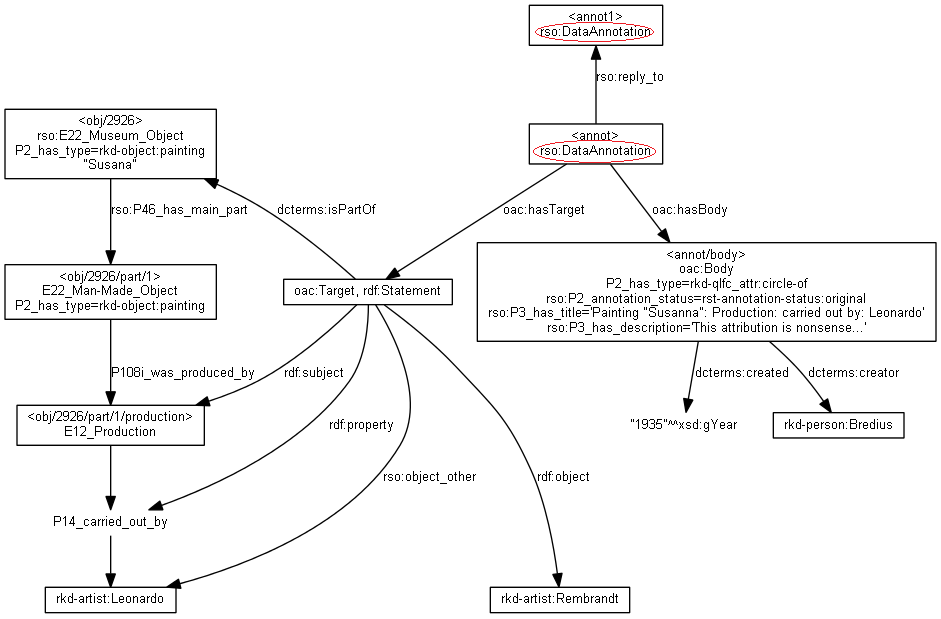 <annot1>
rso:DataAnnotation
rso:reply_to
<obj/2926>
rso:E22_Museum_Object
P2_has_type=rkd-object:painting
"Susana"
<annot>
rso:DataAnnotation
rso:P46_has_main_part
dcterms:isPartOf
oac:hasTarget
oac:hasBody
<obj/2926/part/1>
E22_Man-Made_Object
P2_has_type=rkd-object:painting
oac:Target, rdf:Statement
<annot/body>
oac:Body
P2_has_type=rkd-qlfc_attr:circle-of
rso:P2_annotation_status=rst-annotation-status:original
rso:P3_has_title='Painting "Susanna": Production: carried out by: Leonardo'
rso:P3_has_description='This attribution is nonsense...'
P108i_was_produced_by
rdf:subject
dcterms:created
dcterms:creator
<obj/2926/part/1/production>
E12_Production
rdf:property
"1935"^^xsd:gYear
rkd-person:Bredius
rso:object_other
rdf:object
P14_carried_out_by
rkd-artist:Leonardo
rkd-artist:Rembrandt